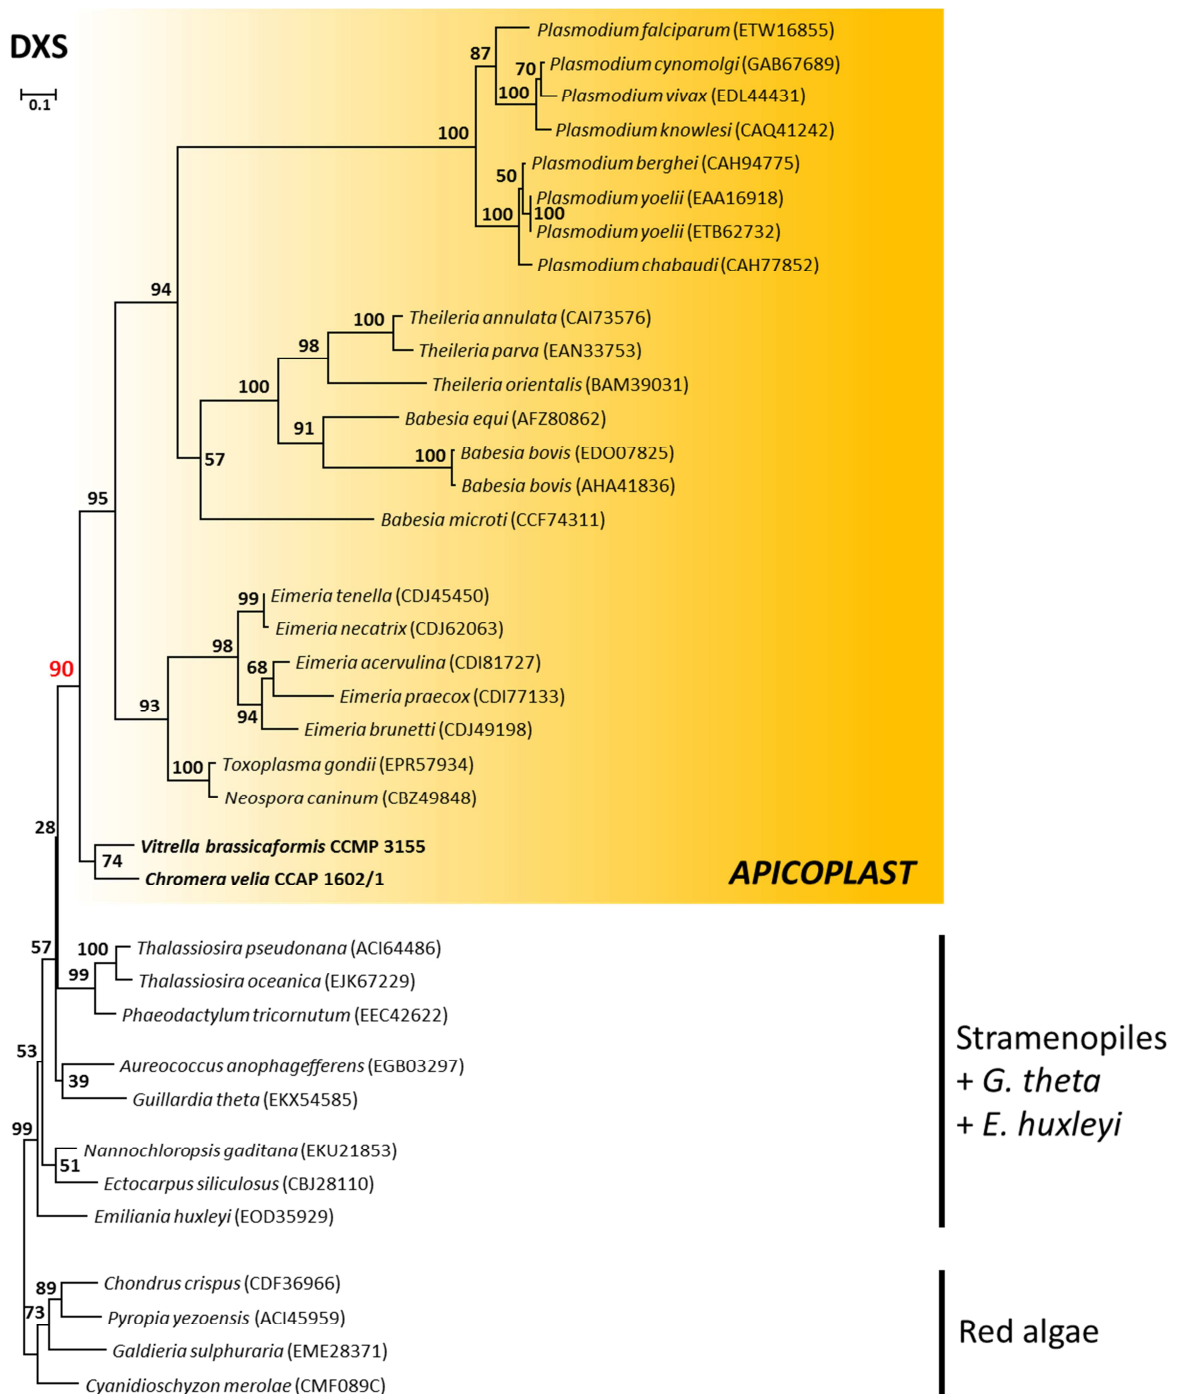 DXS
0.1
Plasmodium falciparum (ETW16855)
87
70
Plasmodium cynomolgi (GAB67689)
100
Plasmodium vivax (EDL44431)
Plasmodium knowlesi (CAQ41242)
100
Plasmodium berghei (CAH94775)
50
Plasmodium yoelii (EAA16918)
100
100
Plasmodium yoelii (ETB62732)
Plasmodium chabaudi (CAH77852)
94
100
Theileria annulata (CAI73576)
98
Theileria parva (EAN33753)
100
Theileria orientalis (BAM39031)
Babesia equi (AFZ80862)
91
100
Babesia bovis (EDO07825)
57
Babesia bovis (AHA41836)
95
Babesia microti (CCF74311)
99
Eimeria tenella (CDJ45450)
Eimeria necatrix (CDJ62063)
98
68
Eimeria acervulina (CDI81727)
90
Eimeria praecox (CDI77133)
93
94
Eimeria brunetti (CDJ49198)
100
Toxoplasma gondii (EPR57934)
Neospora caninum (CBZ49848)
28
Vitrella brassicaformis CCMP 3155
74
Chromera velia CCAP 1602/1
APICOPLAST
57
100
Thalassiosira pseudonana (ACI64486)
99
Thalassiosira oceanica (EJK67229)
Phaeodactylum tricornutum (EEC42622)
53
Aureococcus anophagefferens (EGB03297)
39
Guillardia theta (EKX54585)
99
Nannochloropsis gaditana (EKU21853)
51
Ectocarpus siliculosus (CBJ28110)
Emiliania huxleyi (EOD35929)
Stramenopiles
+ G. theta
+ E. huxleyi
89
Chondrus crispus (CDF36966)
73
Pyropia yezoensis (ACI45959)
Galdieria sulphuraria (EME28371)
Cyanidioschyzon merolae (CMF089C)
Red algae